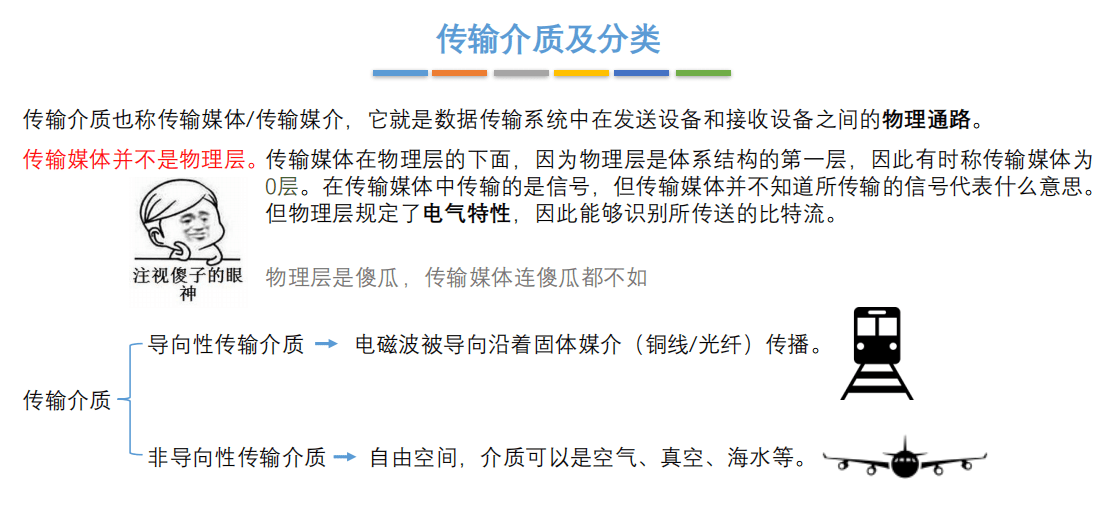 传输介质及分类
传输介质也称传输媒体/传输媒介，它就是数据传输系统中在发送设备和接收设备之间的物理通路。
传输媒体并不是物理层。传输媒体在物理层的下面，因为物理层是体系结构的第一层，因此有时称传输媒体为
0层。在传输媒体中传输的是信号，但传输媒体并不知道所传输的信号代表什么意思。
但物理层规定了电气特性，因此能够识别所传送的比特流。
注视傻子的眼
神
物理层是傻瓜，传输媒体连傻瓜都不如
导向性传输介质
电磁波被导向沿着固体媒介（铜线/光纤）传播。
传输介质
非导向性传输介质
自由空间，介质可以是空气、真空、海水等。